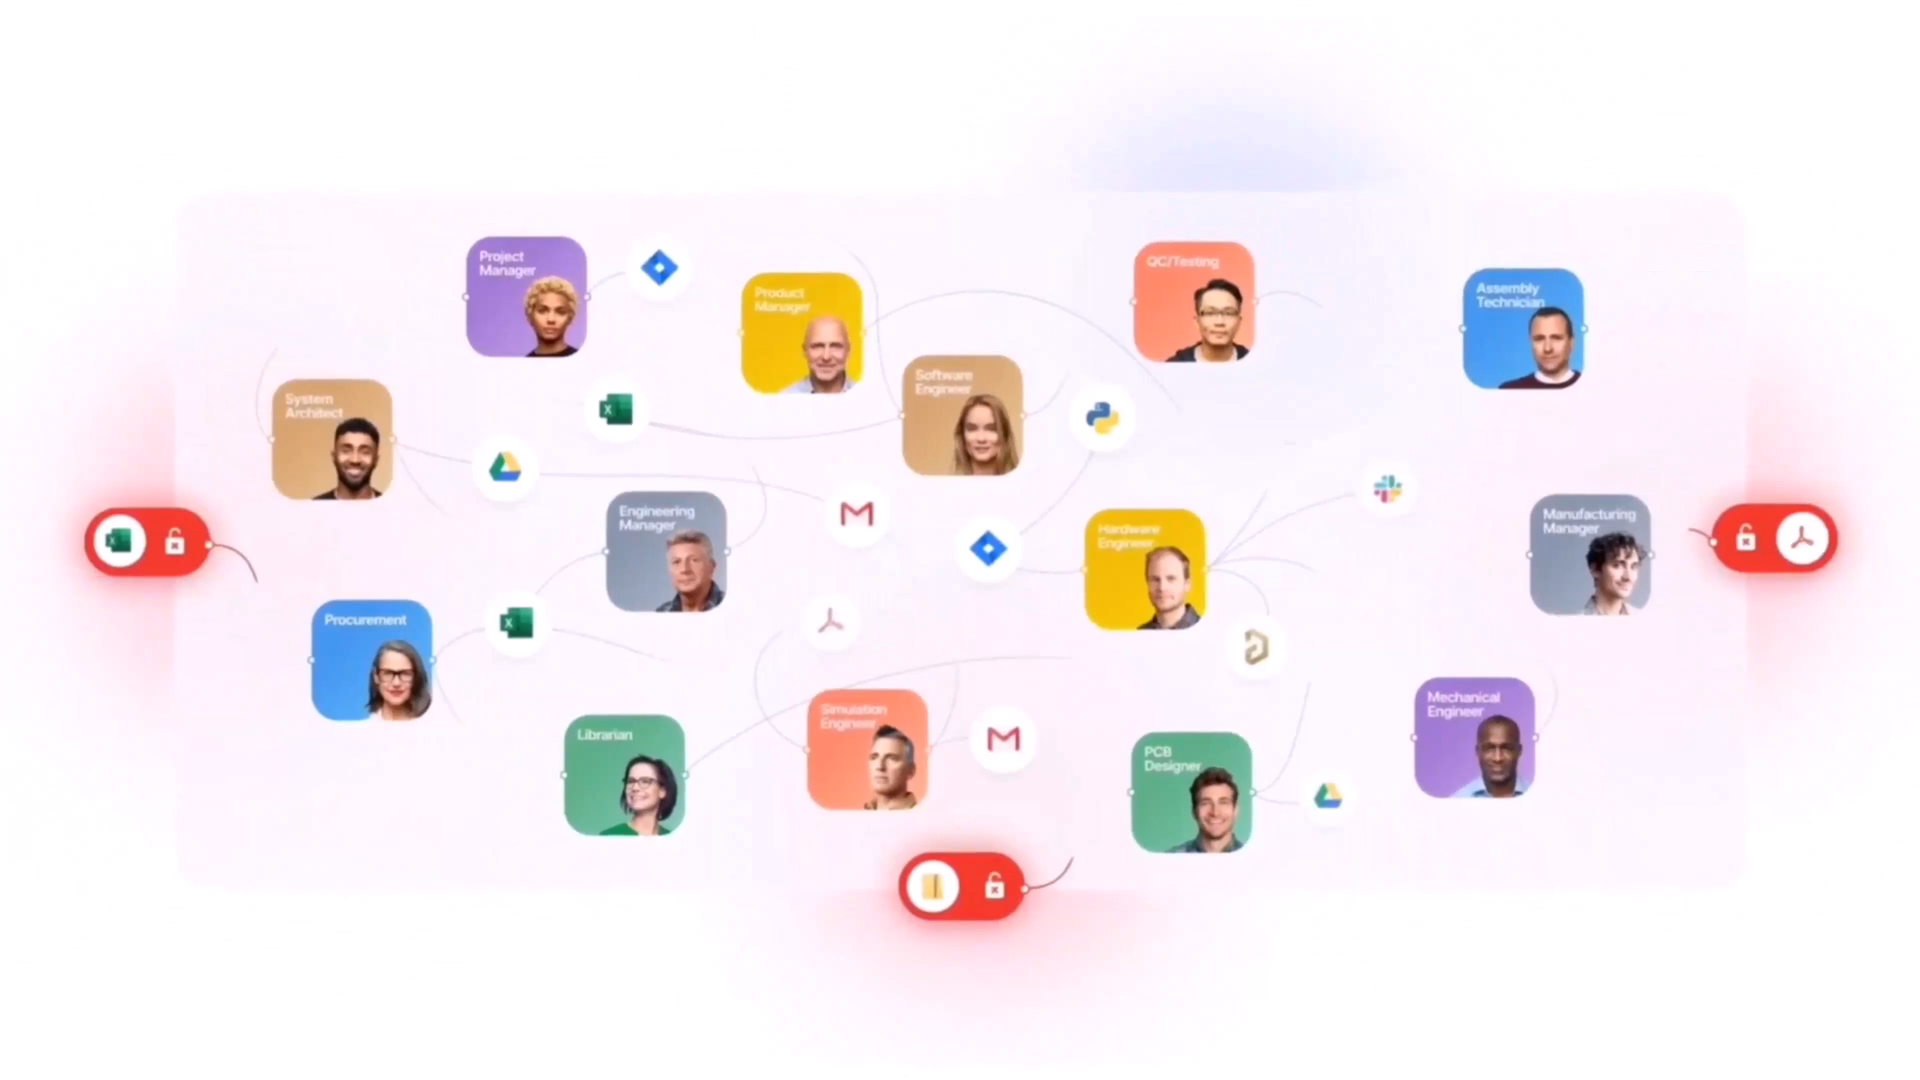 Project
Manager
Product
Manager
QC/Testing
Assembly
Technician
System
Architect
Software
Engineer
Engineering
Manager
Hardware
Engineer
Manufacturing
Manager
Procurement
Librarian
Simulation
Engineer
PCB
Designer
Mechanical
Engineer